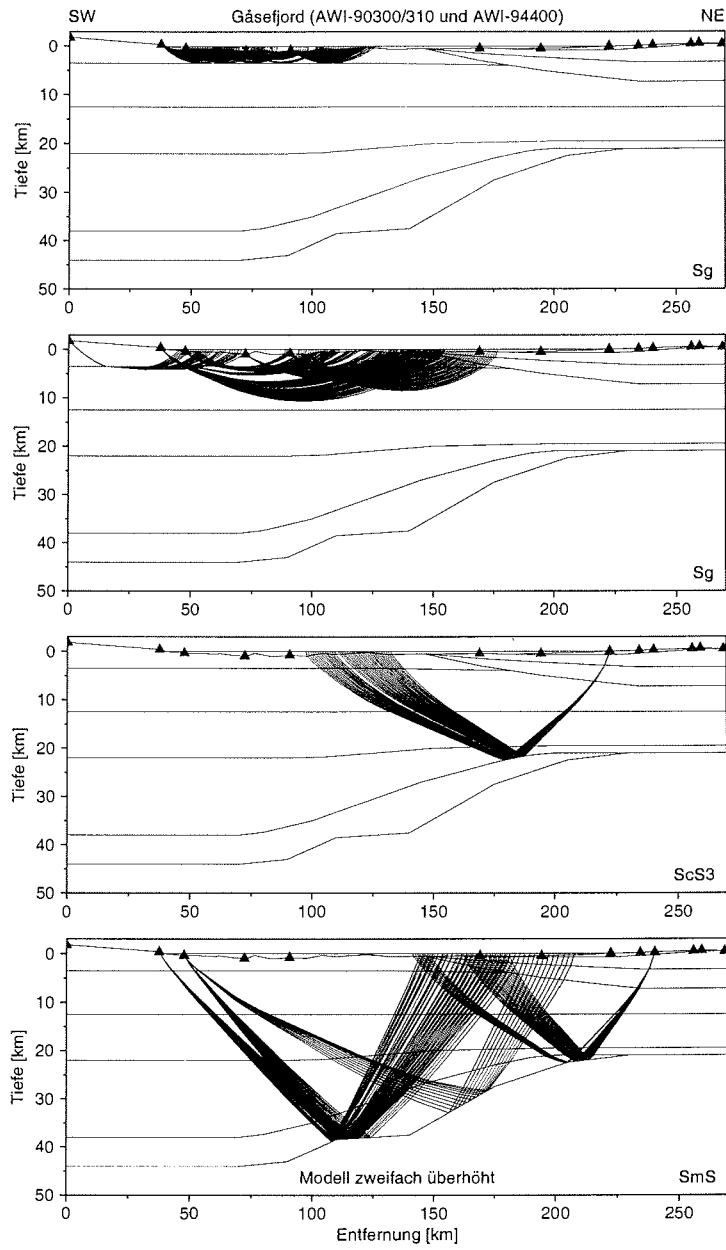 SW Gåsefjord (AWI-90300/310 und AWI-94400) NE
0
10
20
30
40
50
Tiefe [km]
Sg
0 50 100 150 200 250
0
10
20
30
40
50
Tiefe [km]
Sg
0 50 100 150 200 250
0
10
20
30
40
50
Tiefe [km]
ScS3
0 50 100 150 200 250
0
10
20
30
40
50
Tiefe [km]
Modell zweifach überhöht SmS
0 50 100 150 200 250
Entfernung [km]